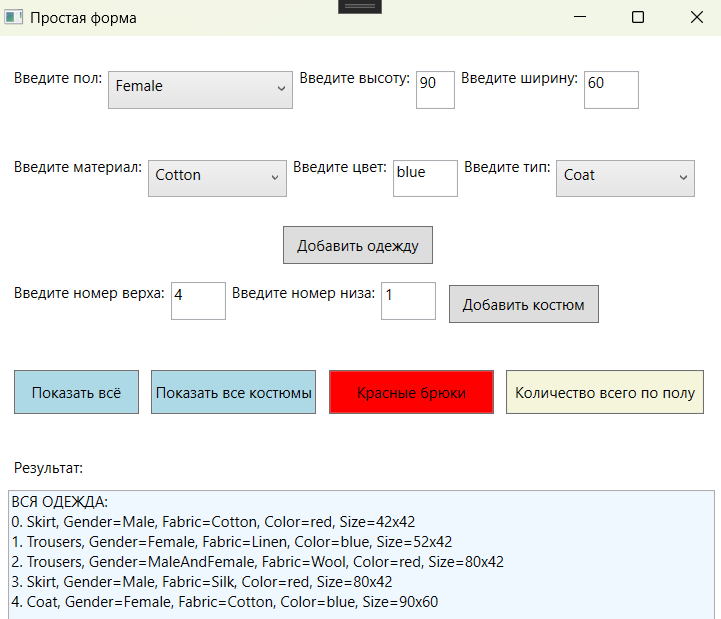 Простая форма
Введите пол: Female Введите высоту: 90 Введите ширину: 60
Введите материал: Cotton Введите цвет: blue Введите тип: Coat
Добавить одежду
Введите номер верха: 4 Введите номер низа: 1 Добавить костюм
Показать всё Показать все костюмы Красные брюки Количество всего по полу
Результат:
ВСЯ ОДЕЖДА:
0. Skirt, Gender=Male, Fabric=Cotton, Color=red, Size=42x42
1. Trousers, Gender=Female, Fabric=Linen, Color=blue, Size=52x42
2. Trousers, Gender=MaleAndFemale, Fabric=Wool, Color=red, Size=80x42
3. Skirt, Gender=Male, Fabric=Silk, Color=red, Size=80x42
4. Coat, Gender=Female, Fabric=Cotton, Color=blue, Size=90x60